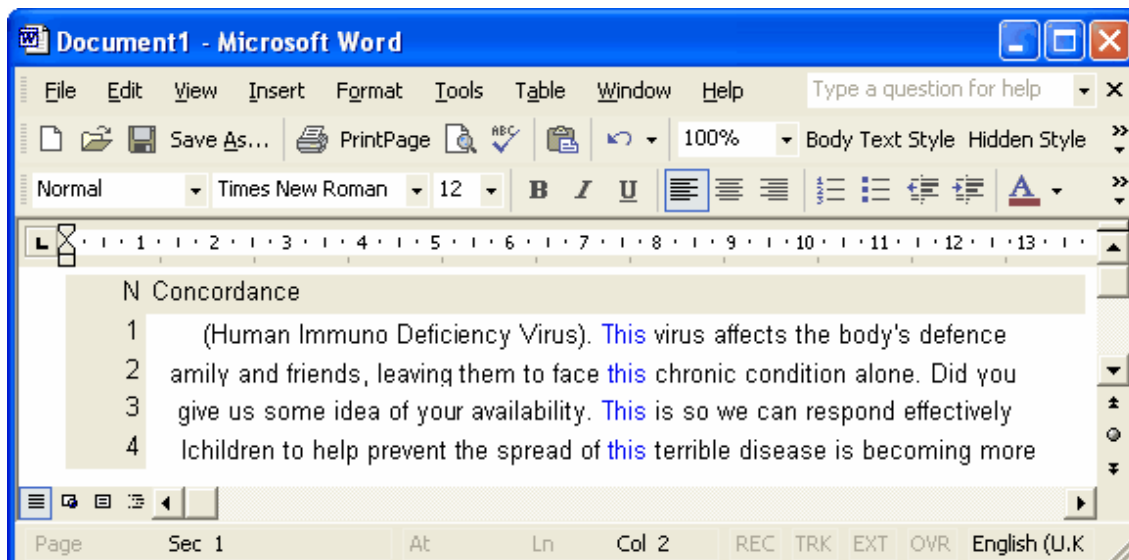 Document1 - Microsoft Word
File Edit View Insert Format Tools Table Window Help Type a question for help
Save As... PrintPage ABC 100% Body Text Style Hidden Style
Normal Times New Roman 12 B I U A
L 1 2 3 4 5 6 7 8 9 10 11 12 13
N Concordance
1 (Human Immuno Deficiency Virus). This virus affects the body's defence
2 amily and friends, leaving them to face this chronic condition alone. Did you
3 give us some idea of your availability. This is so we can respond effectively
4 lchildren to help prevent the spread of this terrible disease is becoming more
Page Sec 1 At Ln Col 2 REC TRK EXT OVR English (U.K